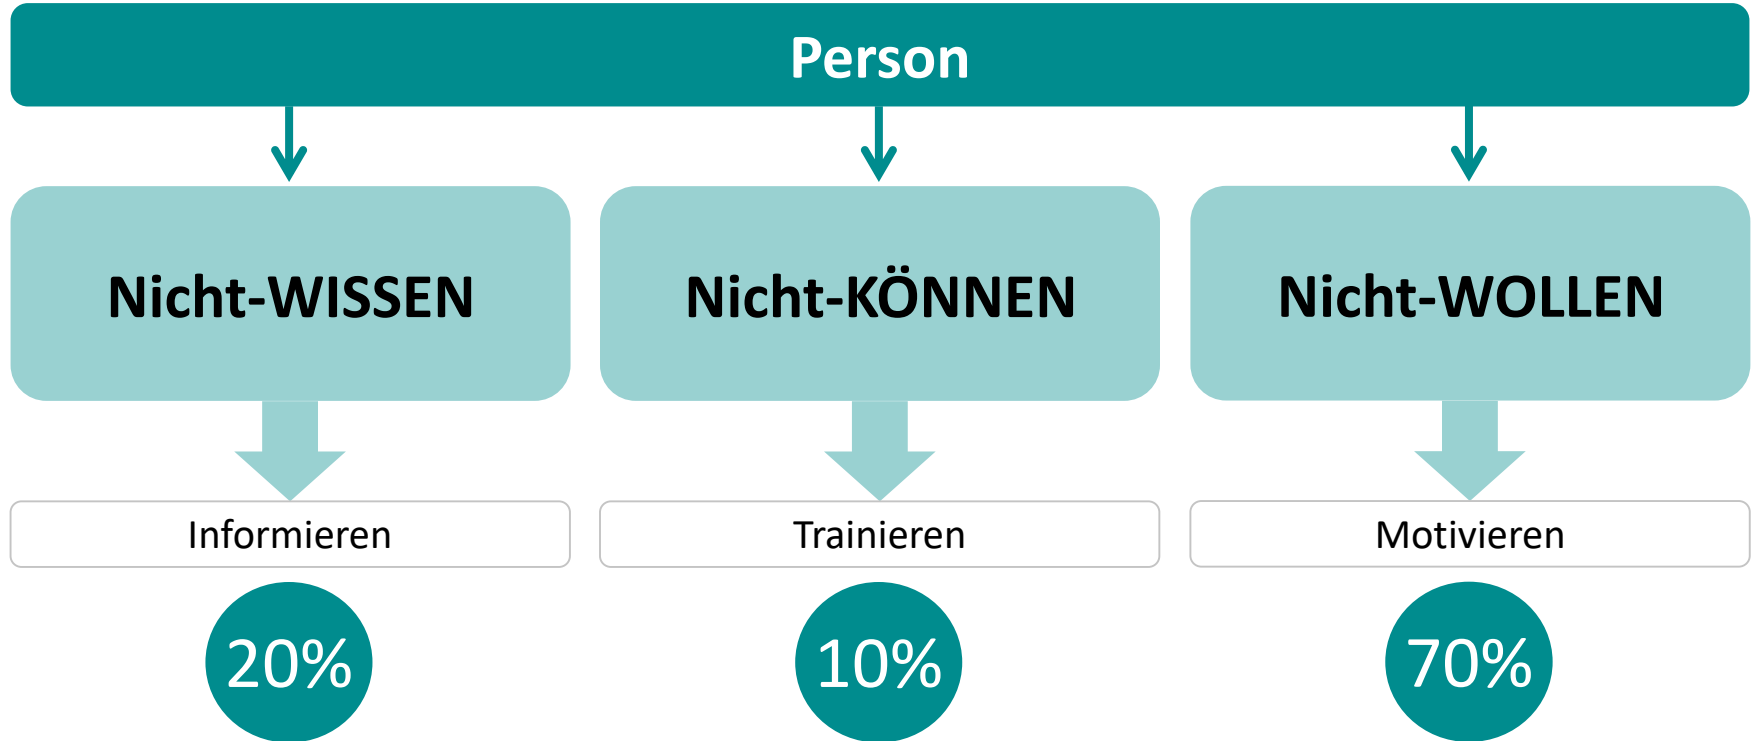 Person
Nicht-WISSEN
Nicht-KÖNNEN
Nicht-WOLLEN
Informieren
Trainieren
Motivieren
20%
10%
70%